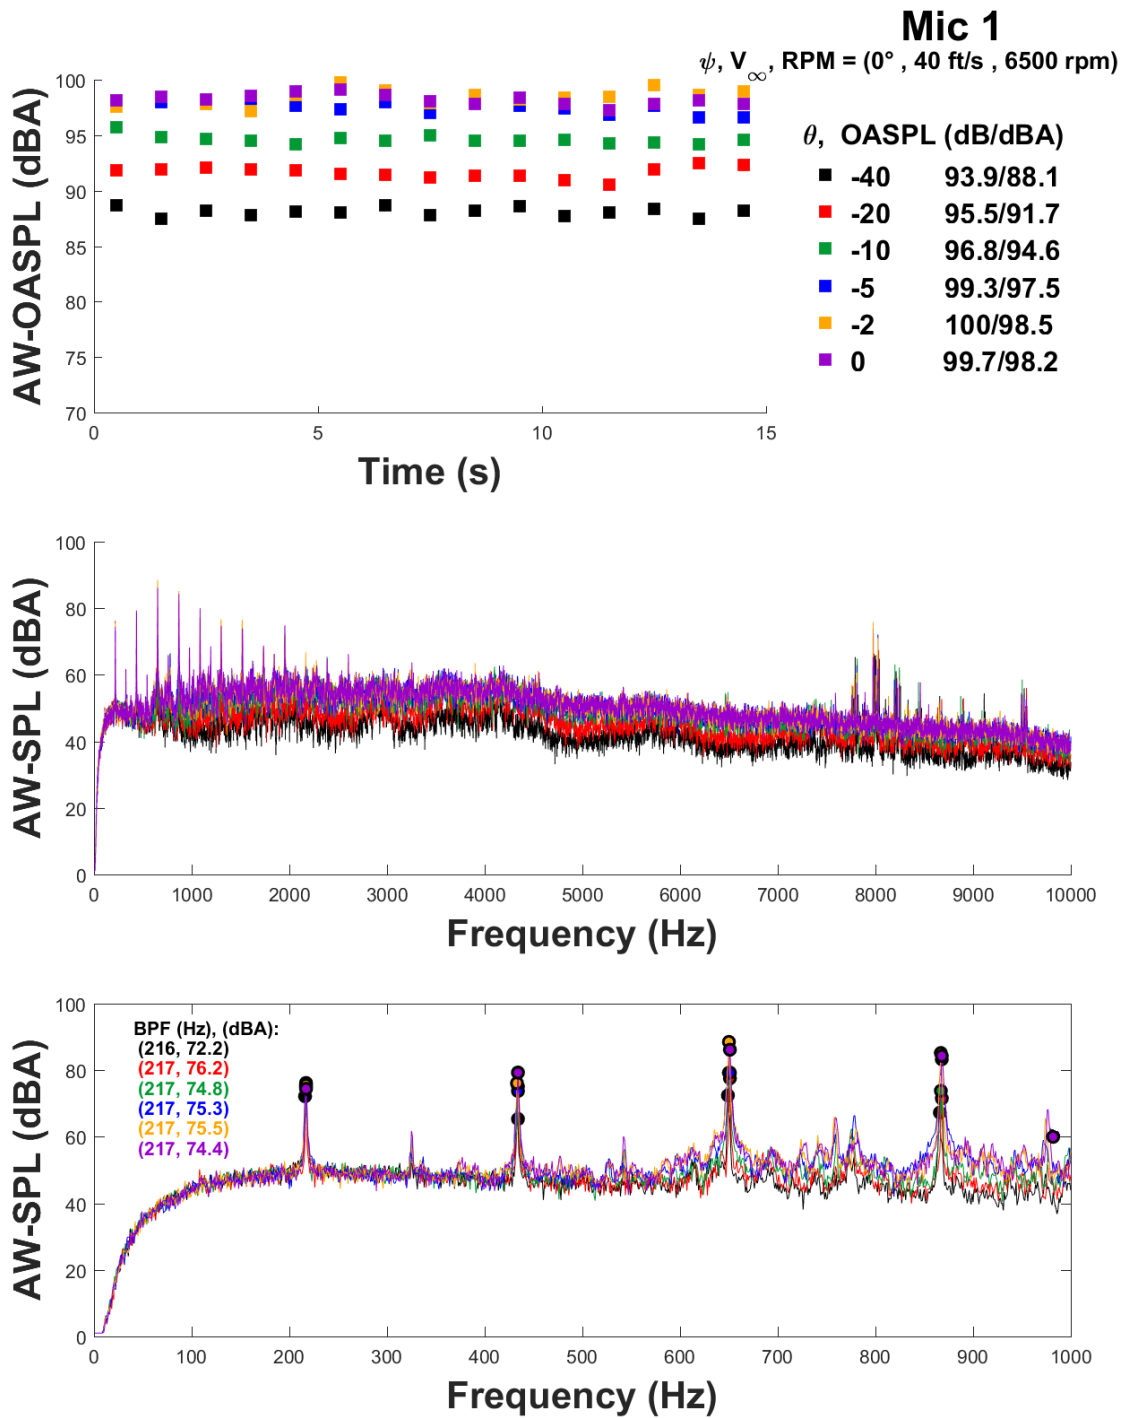 Mic 1
ψ, V∞, RPM = (0° , 40 ft/s , 6500 rpm)
θ, OASPL (dB/dBA)
-40 93.9/88.1
-20 95.5/91.7
-10 96.8/94.6
-5 99.3/97.5
-2 100/98.5
0 99.7/98.2
AW-OASPL (dBA)
100
95
90
85
80
75
70
0 5 10 15
Time (s)
AW-SPL (dBA)
100
80
60
40
20
0
0 1000 2000 3000 4000 5000 6000 7000 8000 9000 10000
Frequency (Hz)
AW-SPL (dBA)
100
80
60
40
20
0
BPF (Hz), (dBA):
(216, 72.2)
(217, 76.2)
(217, 74.8)
(217, 75.3)
(217, 75.5)
(217, 74.4)
0 100 200 300 400 500 600 700 800 900 1000
Frequency (Hz)